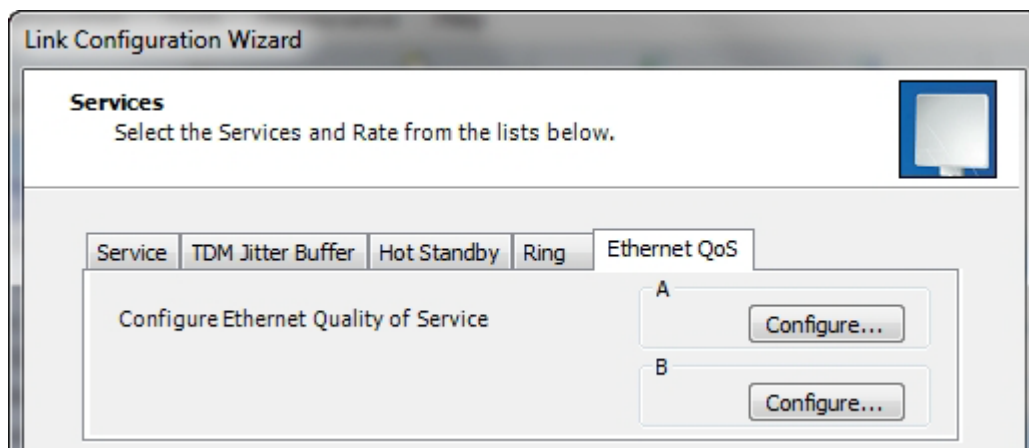 Link Configuration Wizard
Services
Select the Services and Rate from the lists below.
Service TDM Jitter Buffer Hot Standby Ring Ethernet QoS
A
Configure Ethernet Quality of Service Configure...
B
Configure...